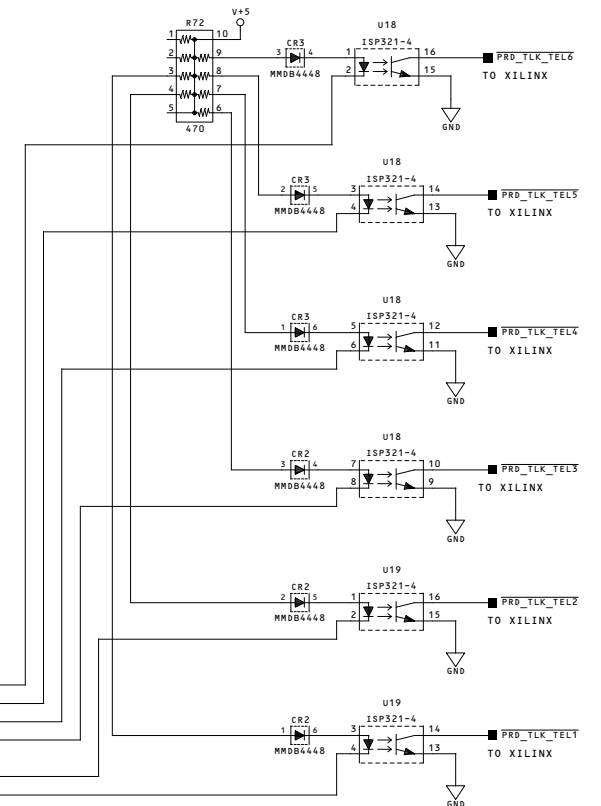 V+5
R72
1 10
2 9
3 8
4 7
5 6
470
CR3
3 4
MMDB4448
U18
ISP321-4
1 16
2 15
PRD_TLK_TEL6
TO XILINX
GND
CR3
2 5
MMDB4448
U18
ISP321-4
3 14
4 13
PRD_TLK_TEL5
TO XILINX
GND
CR3
1 6
MMDB4448
U18
ISP321-4
5 12
6 11
PRD_TLK_TEL4
TO XILINX
GND
CR2
3 4
MMDB4448
U18
ISP321-4
7 10
8 9
PRD_TLK_TEL3
TO XILINX
GND
CR2
2 5
MMDB4448
U19
ISP321-4
1 16
2 15
PRD_TLK_TEL2
TO XILINX
GND
CR2
1 6
MMDB4448
U19
ISP321-4
3 14
4 13
PRD_TLK_TEL1
TO XILINX
GND